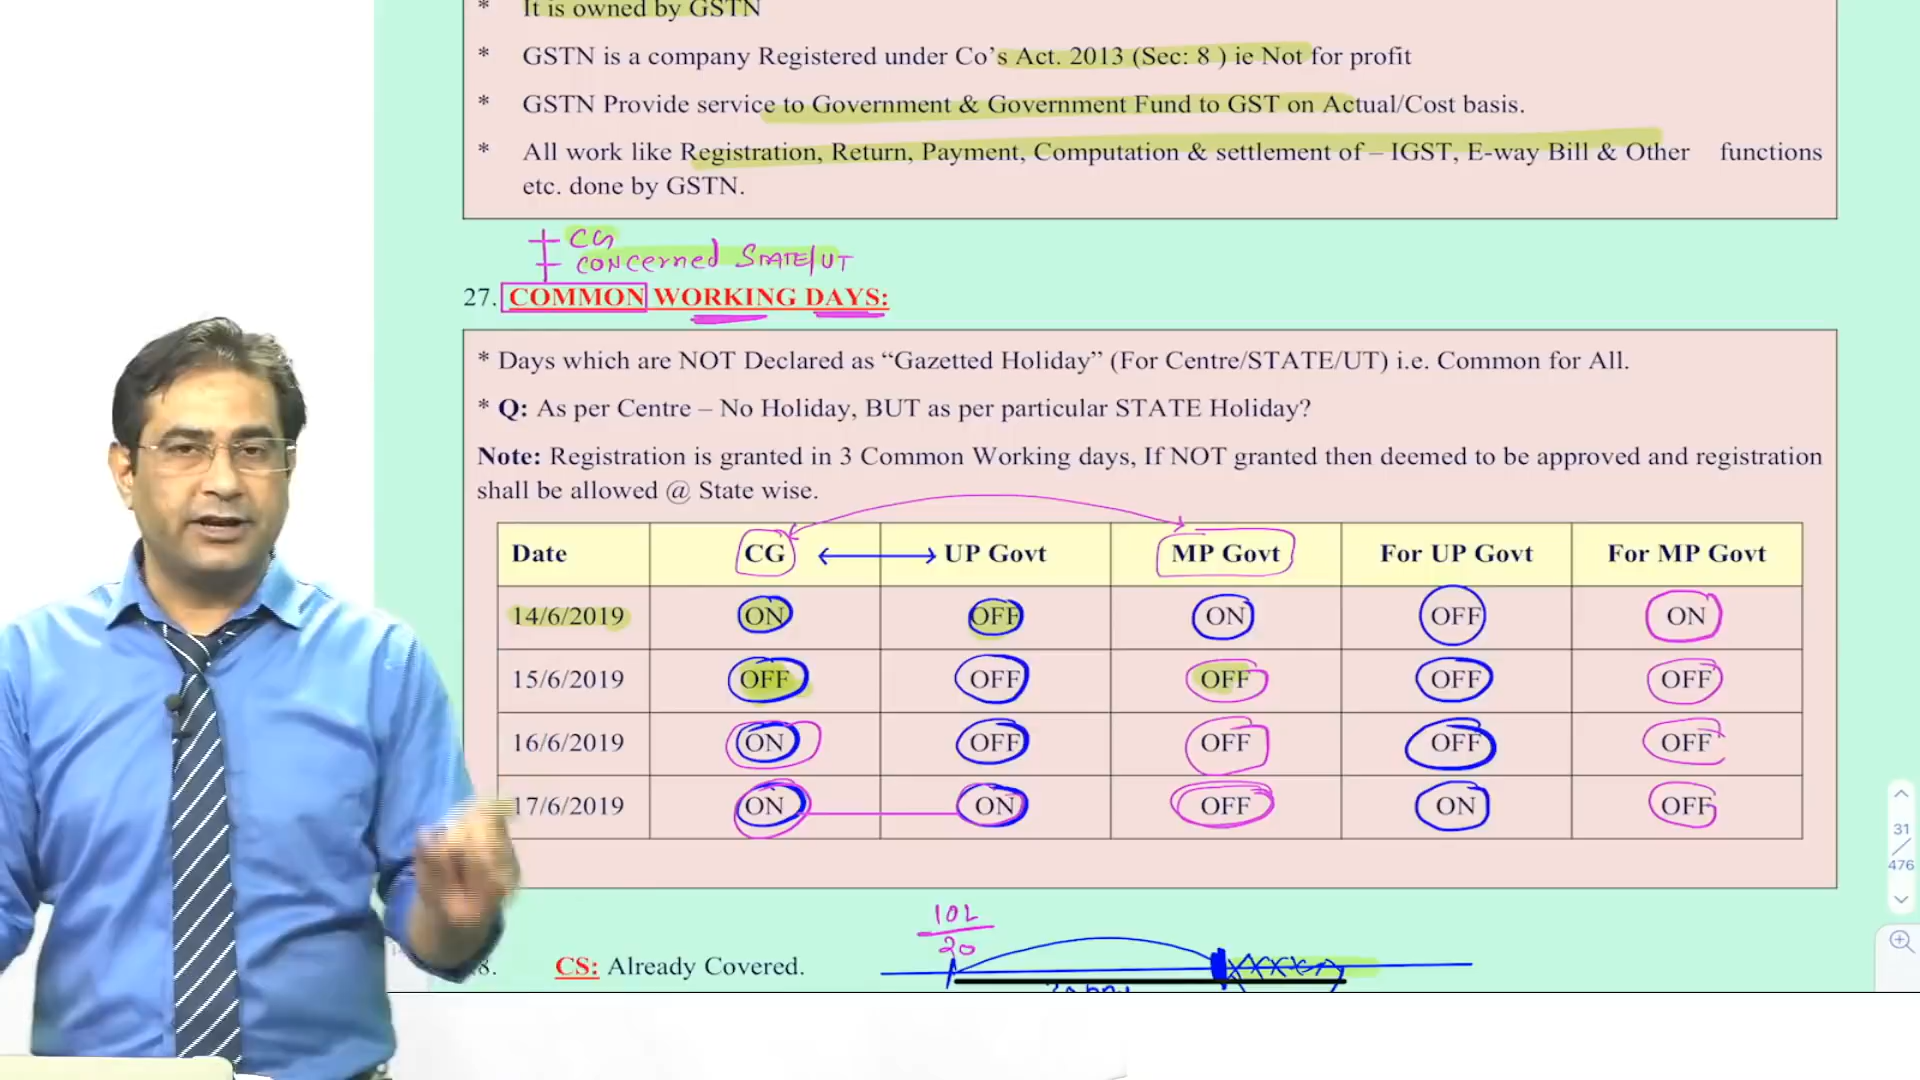 * It is owned by GSTN
* GSTN is a company Registered under Co’s Act. 2013 (Sec: 8 ) ie Not for profit
* GSTN Provide service to Government & Government Fund to GST on Actual/Cost basis.
* All work like Registration, Return, Payment, Computation & settlement of – IGST, E-way Bill & Other functions
etc. done by GSTN.
CG
concerned STATE/UT
27. COMMON WORKING DAYS:
* Days which are NOT Declared as “Gazetted Holiday” (For Centre/STATE/UT) i.e. Common for All.
* Q: As per Centre – No Holiday, BUT as per particular STATE Holiday?
Note: Registration is granted in 3 Common Working days, If NOT granted then deemed to be approved and registration
shall be allowed @ State wise.
Date CG UP Govt MP Govt For UP Govt For MP Govt
14/6/2019 ON OFF ON OFF ON
15/6/2019 OFF OFF OFF OFF OFF
16/6/2019 ON OFF OFF OFF OFF
17/6/2019 ON ON OFF ON OFF
10L
20
8. CS: Already Covered.
31
/
476